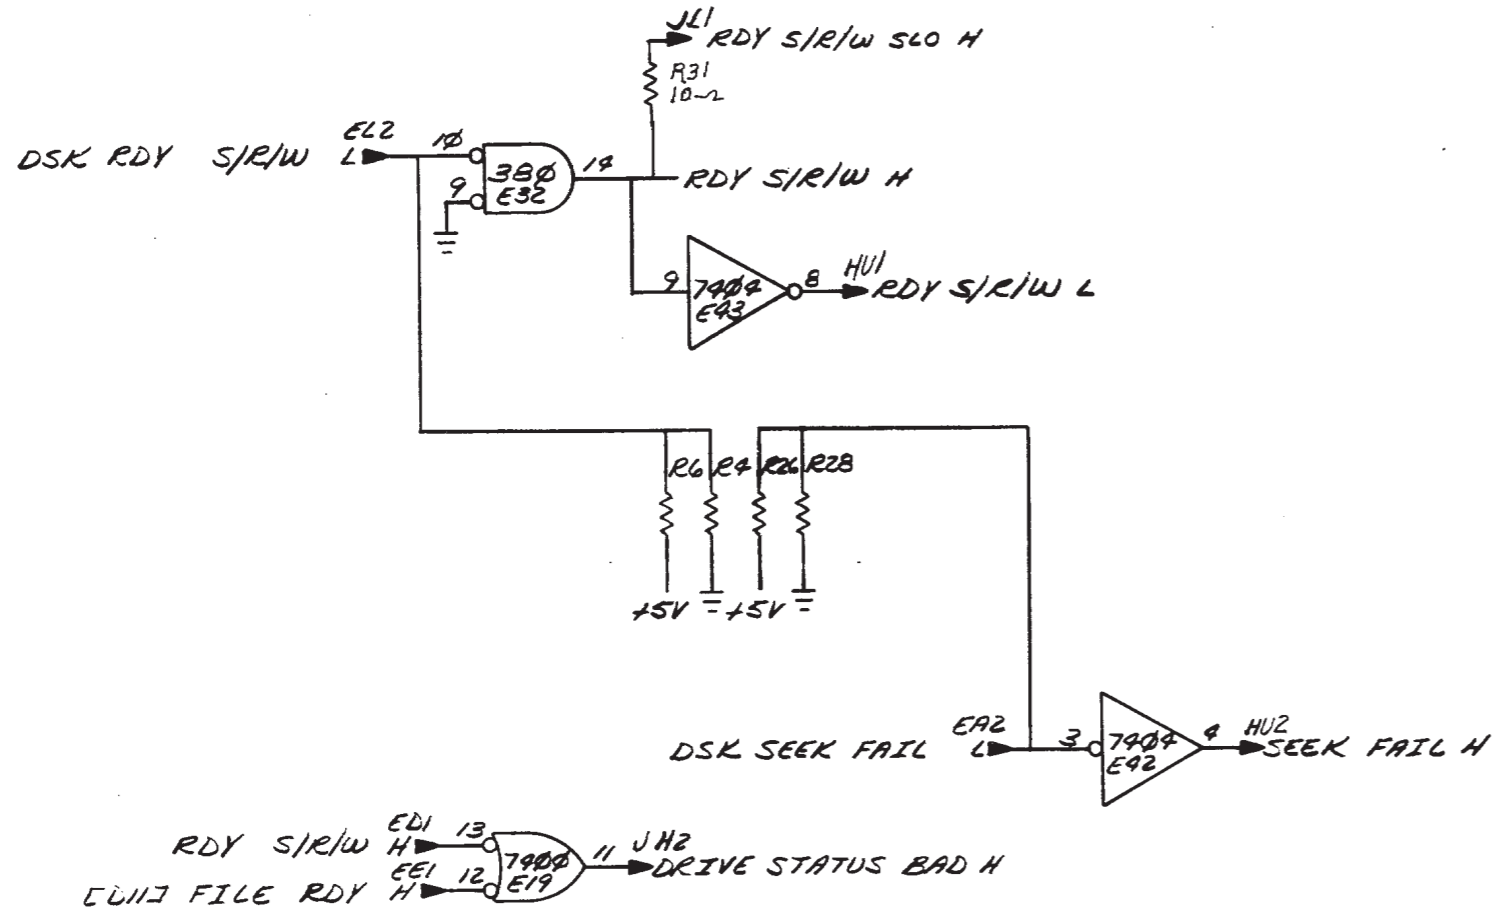 JL1
RDY S/R/W SLO H
R31
10Ω
DSK RDY S/R/W L
EL2
10
9
380
E32
14
RDY S/R/W H
9
7404
E43
8
HU1
RDY S/R/W L
R6 R4 R26 R28
+5V +5V
DSK SEEK FAIL L
EA2
3
7404
E42
4
HU2
SEEK FAIL H
RDY S/R/W H
ED1
13
FILE RDY H
EE1
12
7400
E19
11
JH2
DRIVE STATUS BAD H